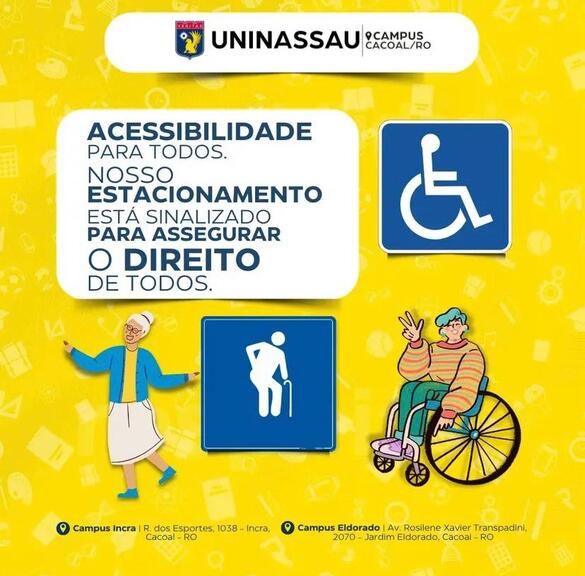 UNINASSAU
CAMPUS
CACOAL/RO
ACESSIBILIDADE
PARA TODOS.
NOSSO
ESTACIONAMENTO
ESTÁ SINALIZADO
PARA ASSEGURAR
O DIREITO
DE TODOS.
Campus Incra | R. dos Esportes, 1038 - Incra,
Cacoal - RO
Campus Eldorado | Av. Rosilene Xavier Transpadini,
2070 - Jardim Eldorado, Cacoal - RO